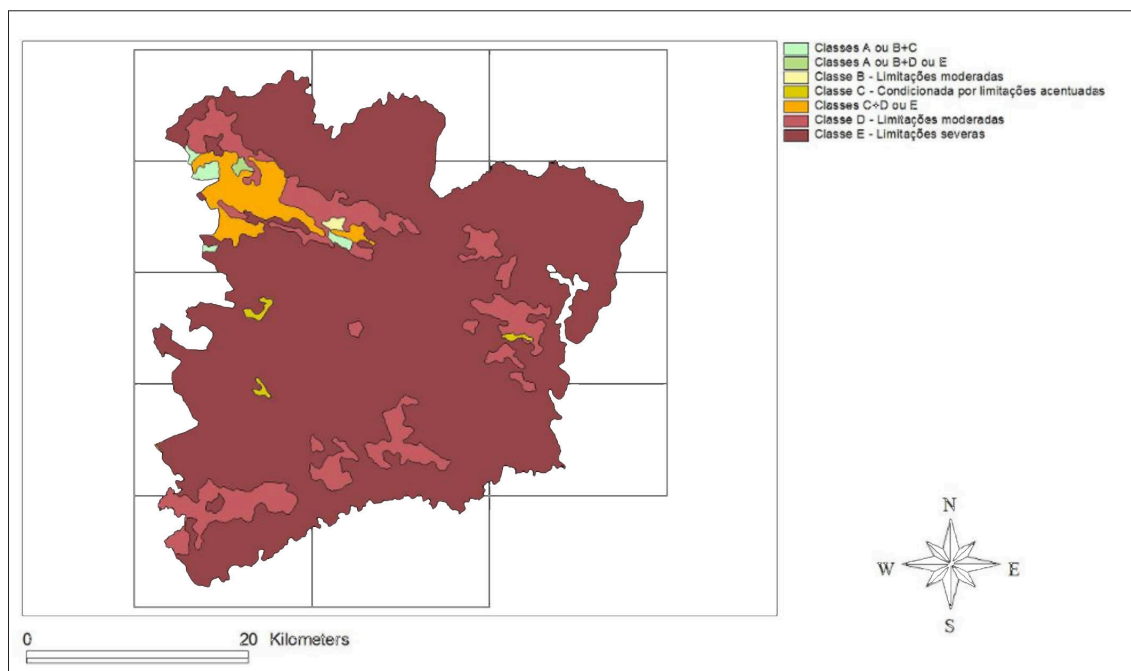 Classes A ou B+C
Classes A ou B+D ou E
Classe B - Limitações moderadas
Classe C - Condicionada por limitações acentuadas
Classes C+D ou E
Classe D - Limitações moderadas
Classe E - Limitações severas
N
W E
S
0 20 Kilometers